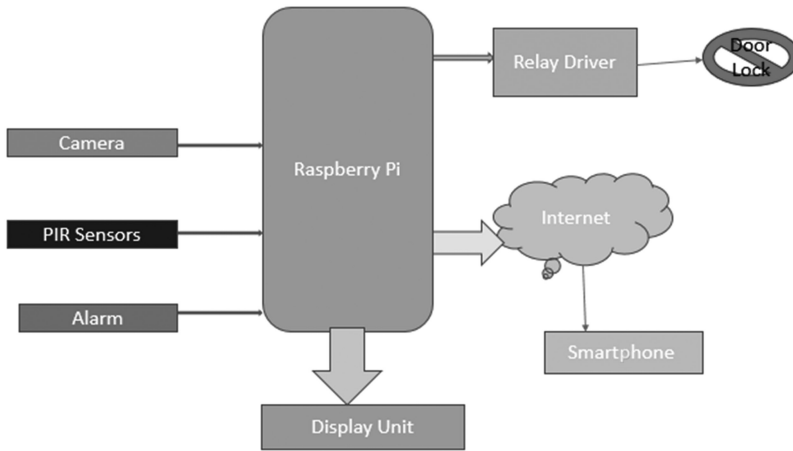 Door
Lock
Relay Driver
Camera
Raspberry Pi
PIR Sensors
Internet
Alarm
Smartphone
Display Unit